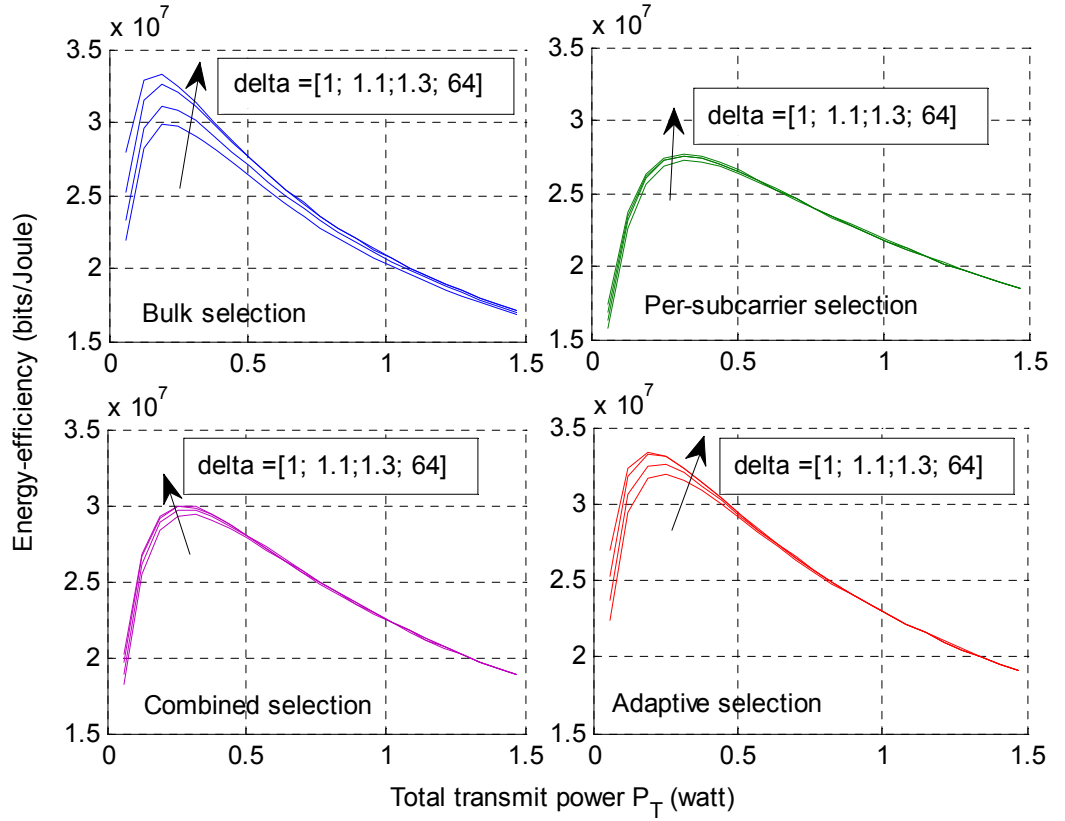 x 10^7
3.5
3
2.5
2
1.5
0
0.5
1
1.5
delta =[1; 1.1;1.3; 64]
Bulk selection
x 10^7
3.5
3
2.5
2
1.5
0
0.5
1
1.5
delta =[1; 1.1;1.3; 64]
Per-subcarrier selection
x 10^7
3.5
3
2.5
2
1.5
0
0.5
1
1.5
delta =[1; 1.1;1.3; 64]
Combined selection
x 10^7
3.5
3
2.5
2
1.5
0
0.5
1
1.5
delta =[1; 1.1;1.3; 64]
Adaptive selection
Energy-efficiency (bits/Joule)
Total transmit power P_T (watt)